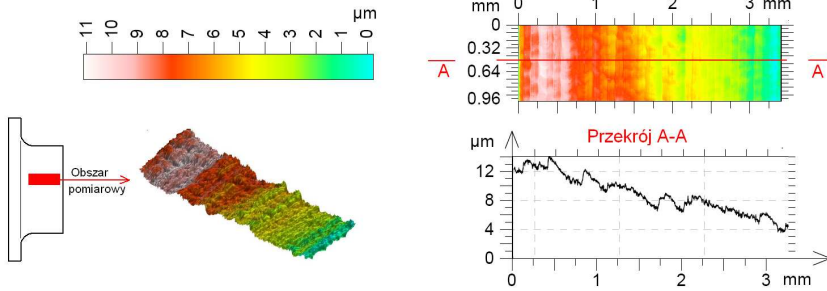 µm
11 10 9 8 7 6 5 4 3 2 1 0
Obszar
pomiarowy
mm 0 1 2 3 mm
0
0.32
A A
0.64
0.96
Przekrój A-A
µm
12
8
4
0
0 1 2 3 mm